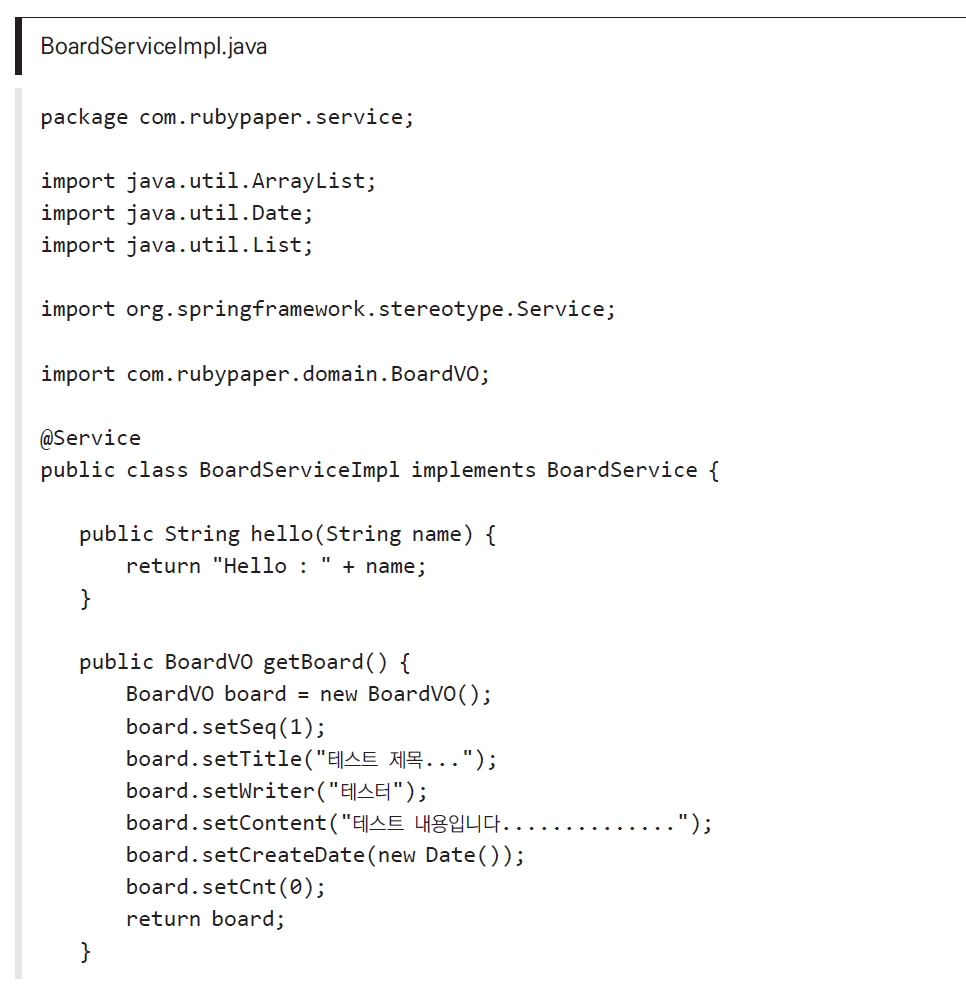 BoardServiceImpl.java
package com.rubypaper.service;
import java.util.ArrayList;
import java.util.Date;
import java.util.List;
import org.springframework.stereotype.Service;
import com.rubypaper.domain.BoardVO;
@Service
public class BoardServiceImpl implements BoardService {
public String hello(String name) {
return "Hello : " + name;
}
public BoardVO getBoard() {
BoardVO board = new BoardVO();
board.setSeq(1);
board.setTitle("테스트 제목...");
board.setWriter("테스터");
board.setContent("테스트 내용입니다..............");
board.setCreateDate(new Date());
board.setCnt(0);
return board;
}